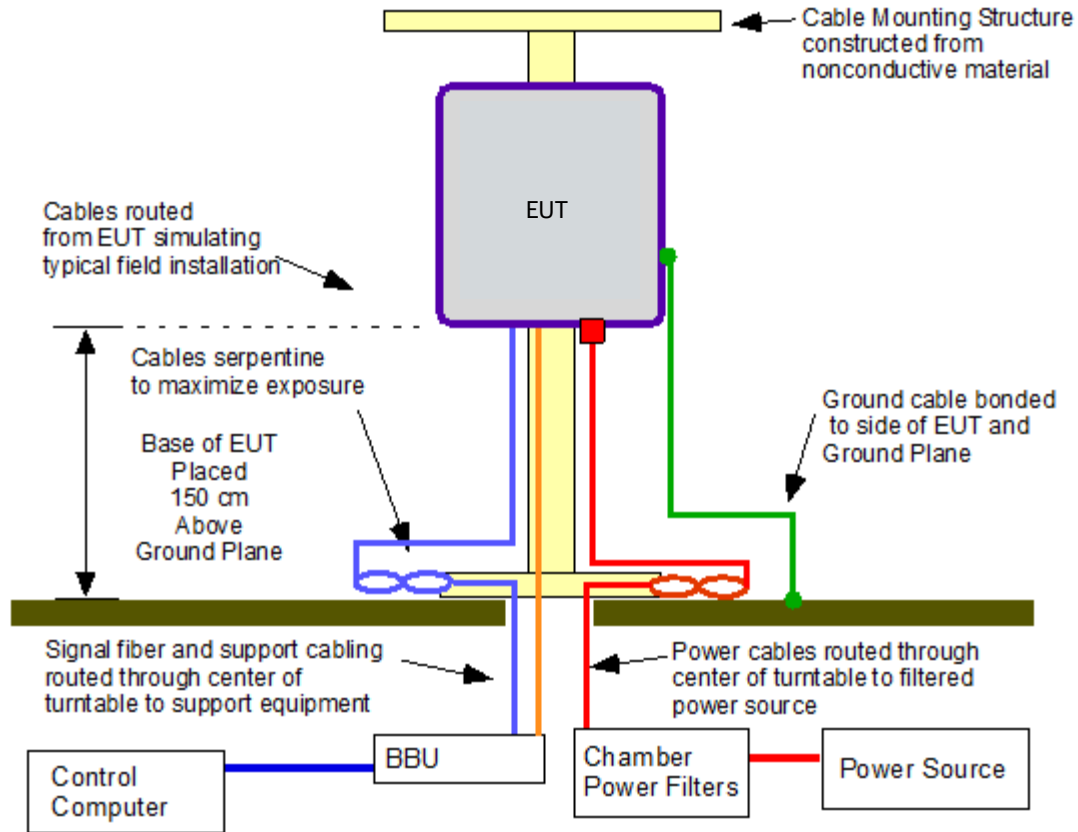 Cable Mounting Structure
constructed from
nonconductive material
EUT
Cables routed
from EUT simulating
typical field installation
Cables serpentine
to maximize exposure
Base of EUT
Placed
150 cm
Above
Ground Plane
Ground cable bonded
to side of EUT and
Ground Plane
Signal fiber and support cabling
routed through center of
turntable to support equipment
Power cables routed through
center of turntable to filtered
power source
BBU
Control
Computer
Chamber
Power Filters
Power Source